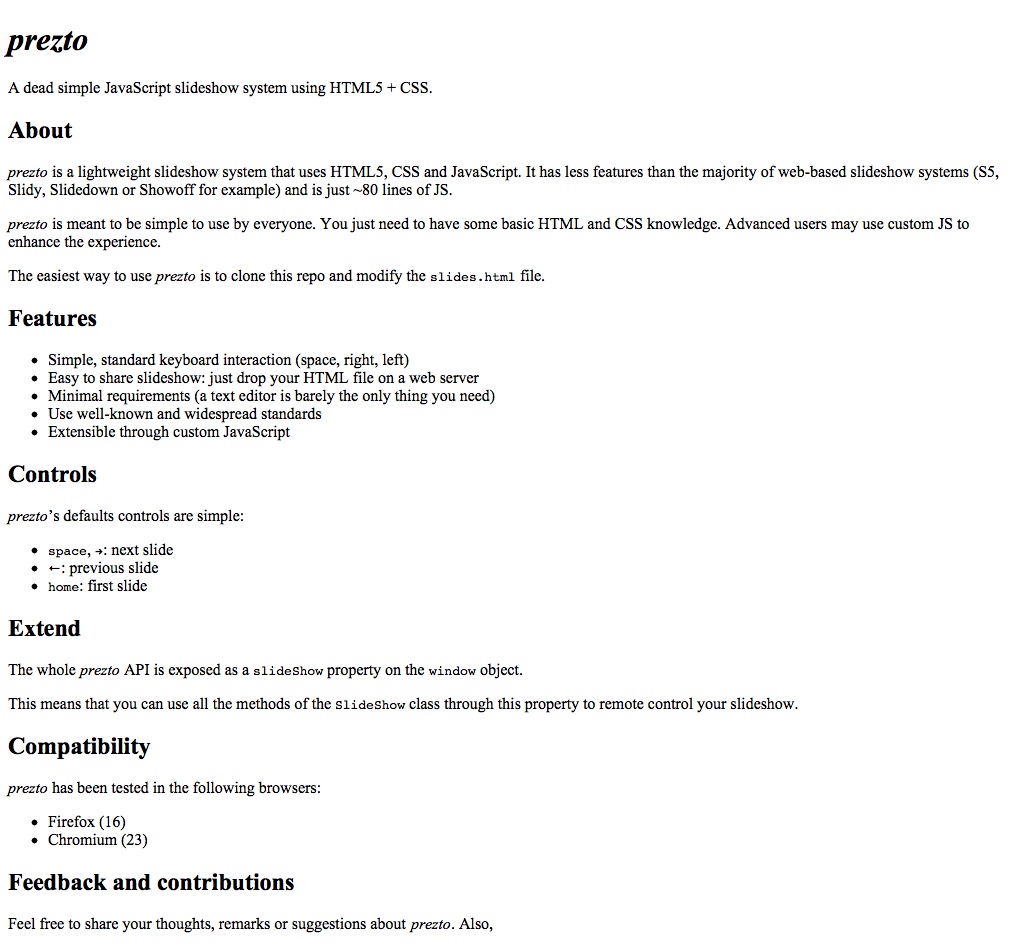 prezto
A dead simple JavaScript slideshow system using HTML5 + CSS.
About
prezto is a lightweight slideshow system that uses HTML5, CSS and JavaScript. It has less features than the majority of web-based slideshow systems (S5,
Slidy, Slidedown or Showoff for example) and is just ~80 lines of JS.
prezto is meant to be simple to use by everyone. You just need to have some basic HTML and CSS knowledge. Advanced users may use custom JS to
enhance the experience.
The easiest way to use prezto is to clone this repo and modify the slides.html file.
Features
• Simple, standard keyboard interaction (space, right, left)
• Easy to share slideshow: just drop your HTML file on a web server
• Minimal requirements (a text editor is barely the only thing you need)
• Use well-known and widespread standards
• Extensible through custom JavaScript
Controls
prezto’s defaults controls are simple:
• space, →: next slide
• ←: previous slide
• home: first slide
Extend
The whole prezto API is exposed as a slideShow property on the window object.
This means that you can use all the methods of the SlideShow class through this property to remote control your slideshow.
Compatibility
prezto has been tested in the following browsers:
• Firefox (16)
• Chromium (23)
Feedback and contributions
Feel free to share your thoughts, remarks or suggestions about prezto. Also,